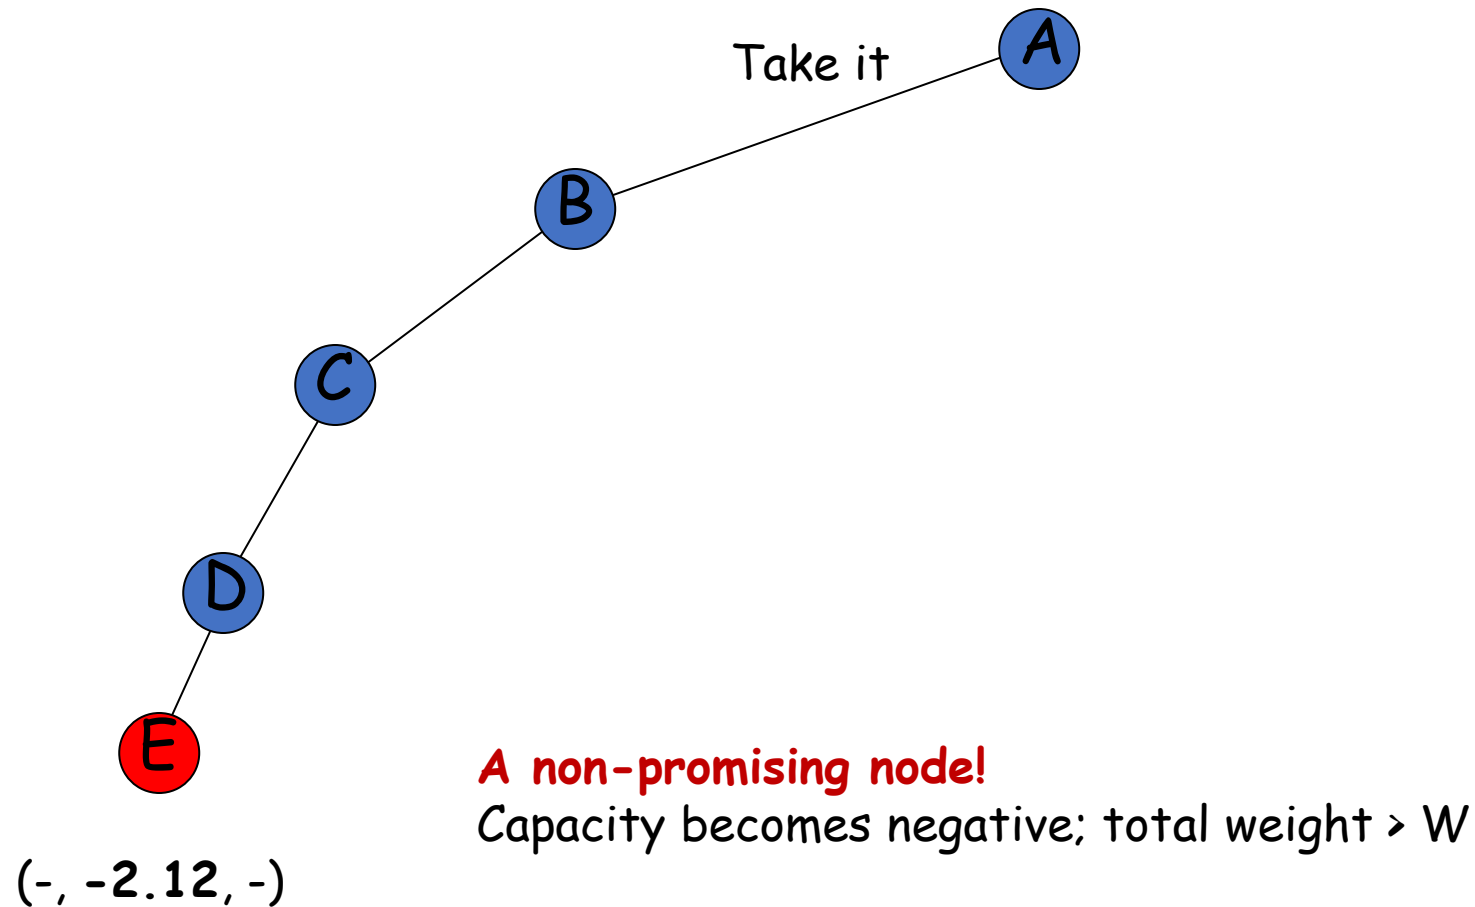 A
Take it
B
C
D
E
A non-promising node!
Capacity becomes negative; total weight > W
(-, -2.12, -)